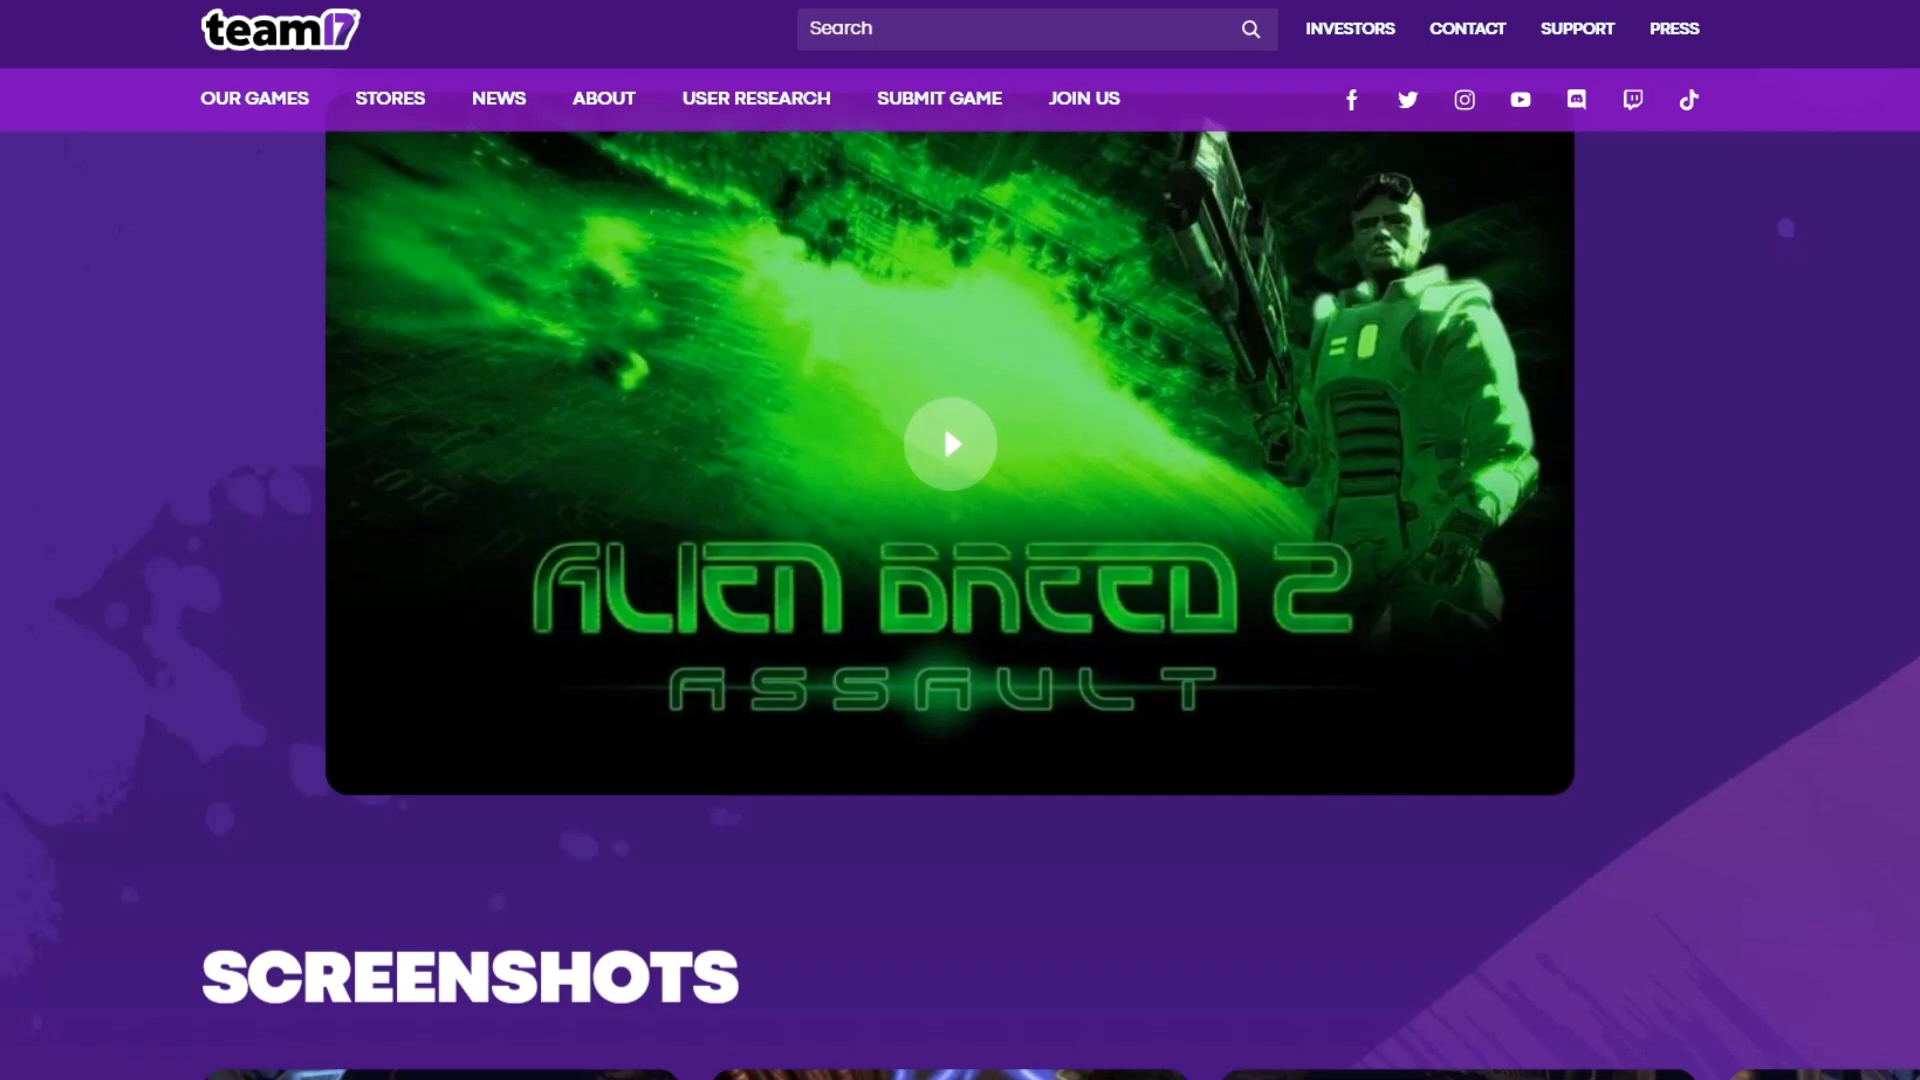 team17
Search
INVESTORS CONTACT SUPPORT PRESS
OUR GAMES STORES NEWS ABOUT USER RESEARCH SUBMIT GAME JOIN US
ALIEN BREED 2
ASSAULT
SCREENSHOTS